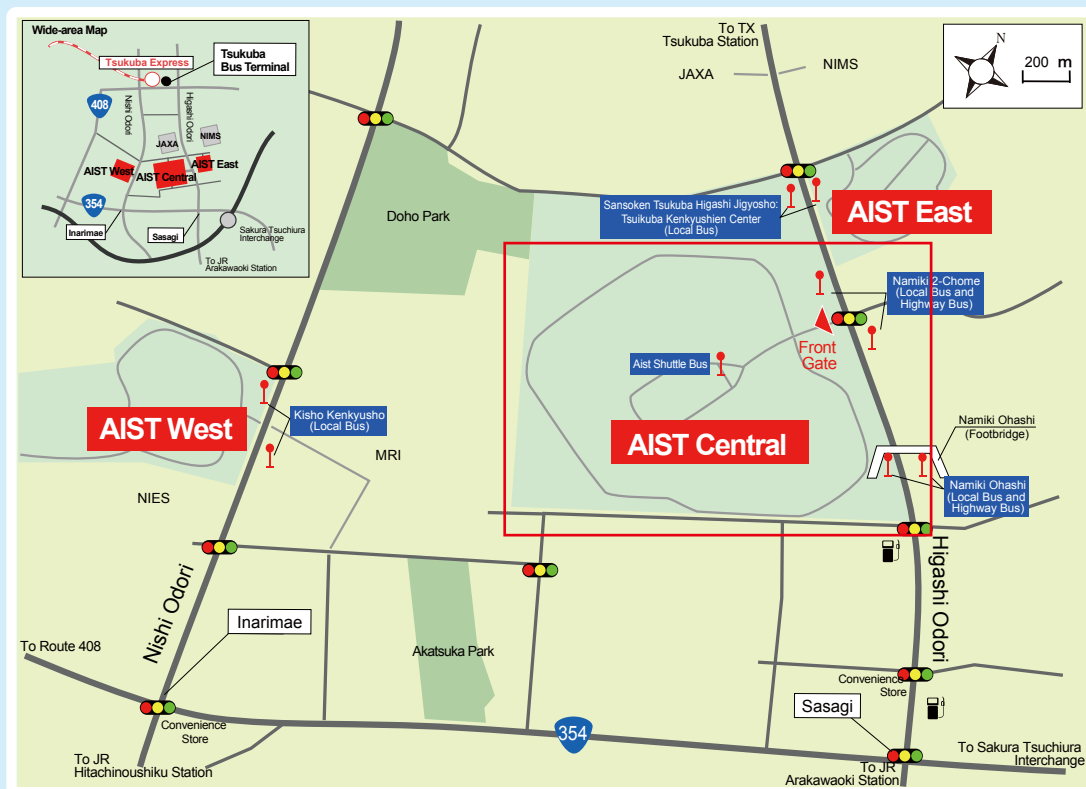 Wide-area Map
Tsukuba Express
Tsukuba
Bus Terminal
408
Nishi Odori
Higashi Odori
JAXA
NIMS
AIST West
AIST Central
AIST East
354
Inarimae
Sasagi
Sakura Tsuchiura
Interchange
To JR
Arakawaoki Station
To TX
Tsukuba Station
JAXA
NIMS
N
200 m
Doho Park
Sansoken Tsukuba Higashi Jigyosho:
Tsuikuba Kenkyushien Center
(Local Bus)
AIST East
Namiki 2-Chome
(Local Bus and
Highway Bus)
Front
Gate
Aist Shuttle Bus
AIST West
Kisho Kenkyusho
(Local Bus)
AIST Central
MRI
NIES
Namiki Ohashi
(Footbridge)
Namiki Ohashi
(Local Bus and
Highway Bus)
Nishi Odori
Higashi Odori
Inarimae
To Route 408
Akatsuka Park
Convenience
Store
Convenience
Store
Sasagi
354
To JR
Hitachinoushiku Station
To JR
Arakawaoki Station
To Sakura Tsuchiura
Interchange